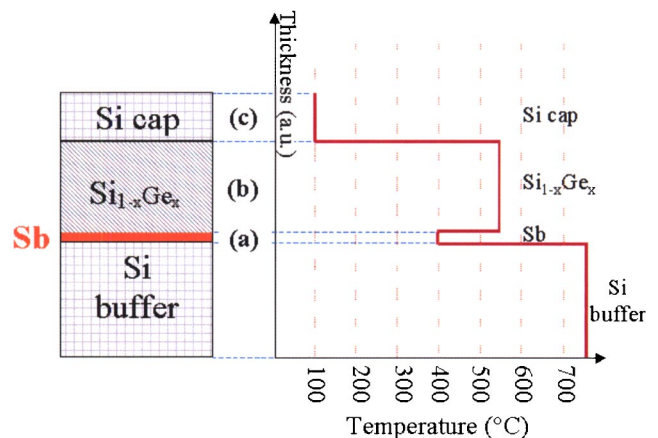 Si cap
(c)
Si1-xGex
(b)
Sb
(a)
Si
buffer
Thickness (a.u.)
Si cap
Si1-xGex
Sb
Si
buffer
100
200
300
400
500
600
700
Temperature (°C)